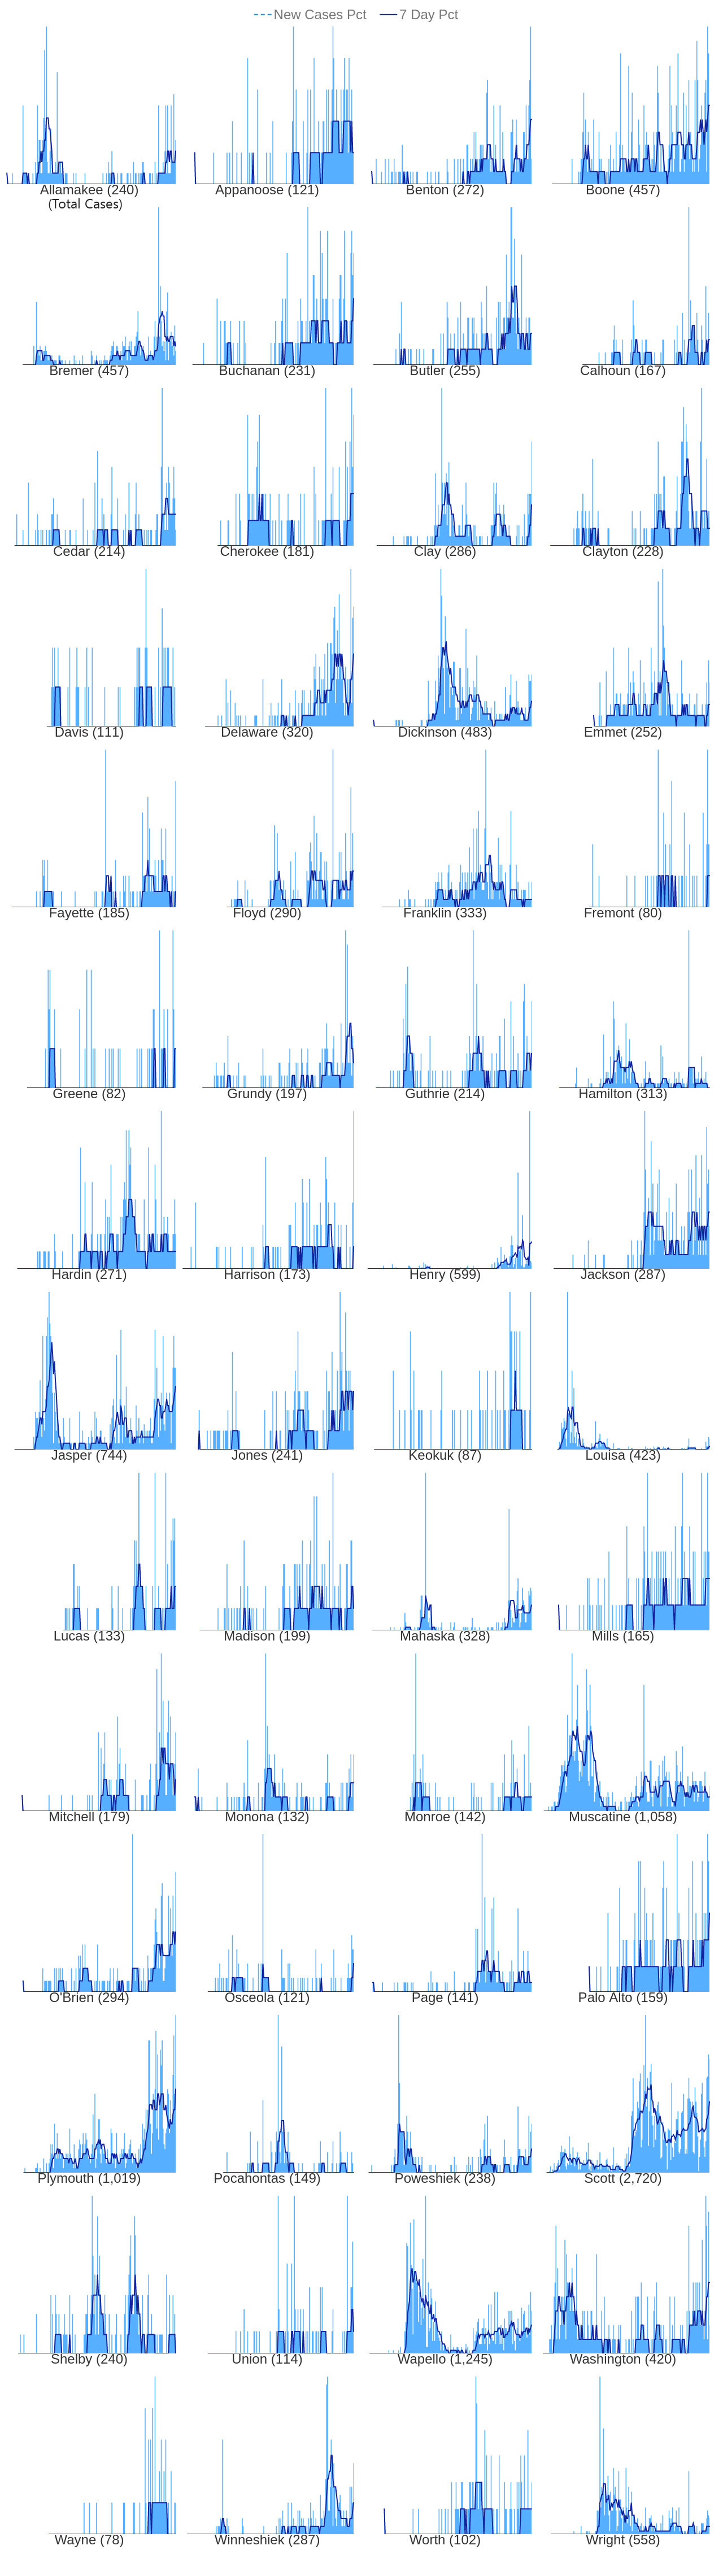 New Cases Pct 7 Day Pct
Allamakee (240) Appanoose (121) Benton (272) Boone (457)
(Total Cases)
Bremer (457) Buchanan (231) Butler (255) Calhoun (167)
Cedar (214) Cherokee (181) Clay (286) Clayton (228)
Davis (111) Delaware (320) Dickinson (483) Emmet (252)
Fayette (185) Floyd (290) Franklin (333) Fremont (80)
Greene (82) Grundy (197) Guthrie (214) Hamilton (313)
Hardin (271) Harrison (173) Henry (599) Jackson (287)
Jasper (744) Jones (241) Keokuk (87) Louisa (423)
Lucas (133) Madison (199) Mahaska (328) Mills (165)
Mitchell (179) Monona (132) Monroe (142) Muscatine (1,058)
O'Brien (294) Osceola (121) Page (141) Palo Alto (159)
Plymouth (1,019) Pocahontas (149) Poweshiek (238) Scott (2,720)
Shelby (240) Union (114) Wapello (1,245) Washington (420)
Wayne (78) Winneshiek (287) Worth (102) Wright (558)